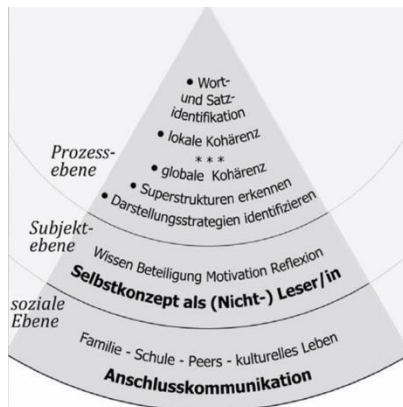 • Wort-
und Satz-
identifikation
• lokale Kohärenz
* * *
• globale Kohärenz
• Superstrukturen erkennen
• Darstellungsstrategien identifizieren
Prozess-
ebene
Wissen Beteiligung Motivation Reflexion
Selbstkonzept als (Nicht-) Leser/in
Subjekt-
ebene
Familie - Schule - Peers - kulturelles Leben
Anschlusskommunikation
soziale
Ebene